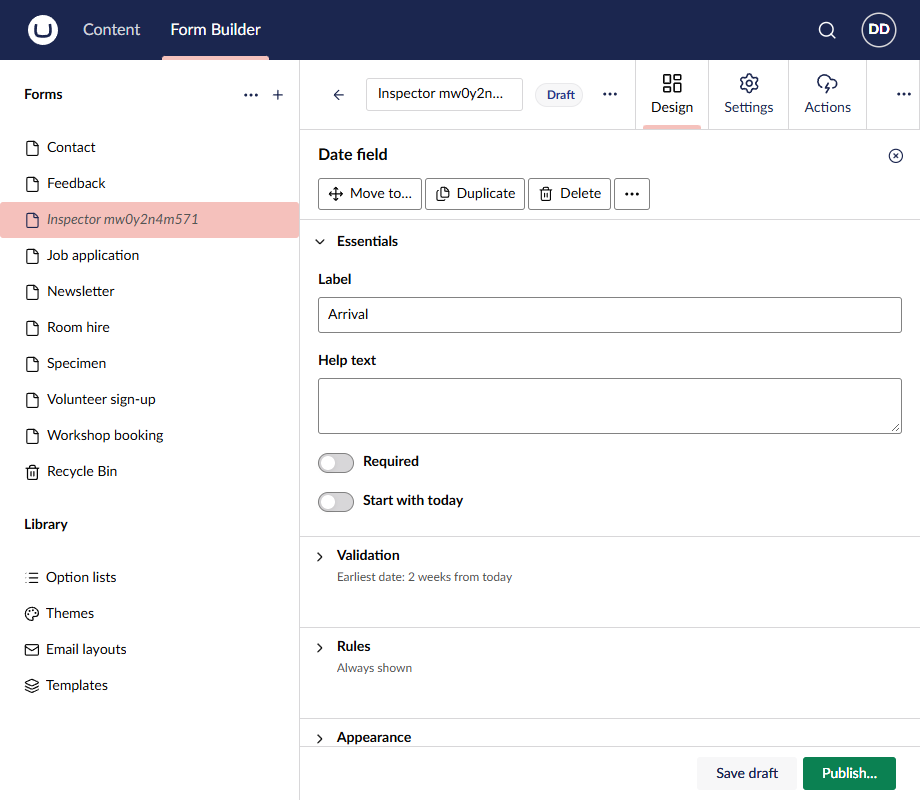 Content
Form Builder
DD
Forms
Contact
Feedback
Inspector mw0y2n4m571
Job application
Newsletter
Room hire
Specimen
Volunteer sign-up
Workshop booking
Recycle Bin
Library
Option lists
Themes
Email layouts
Templates
Inspector mw0y2n...
Draft
Design
Settings
Actions
Date field
Move to...
Duplicate
Delete
Essentials
Label
Arrival
Help text
Required
Start with today
Validation
Earliest date: 2 weeks from today
Rules
Always shown
Appearance
Save draft
Publish...